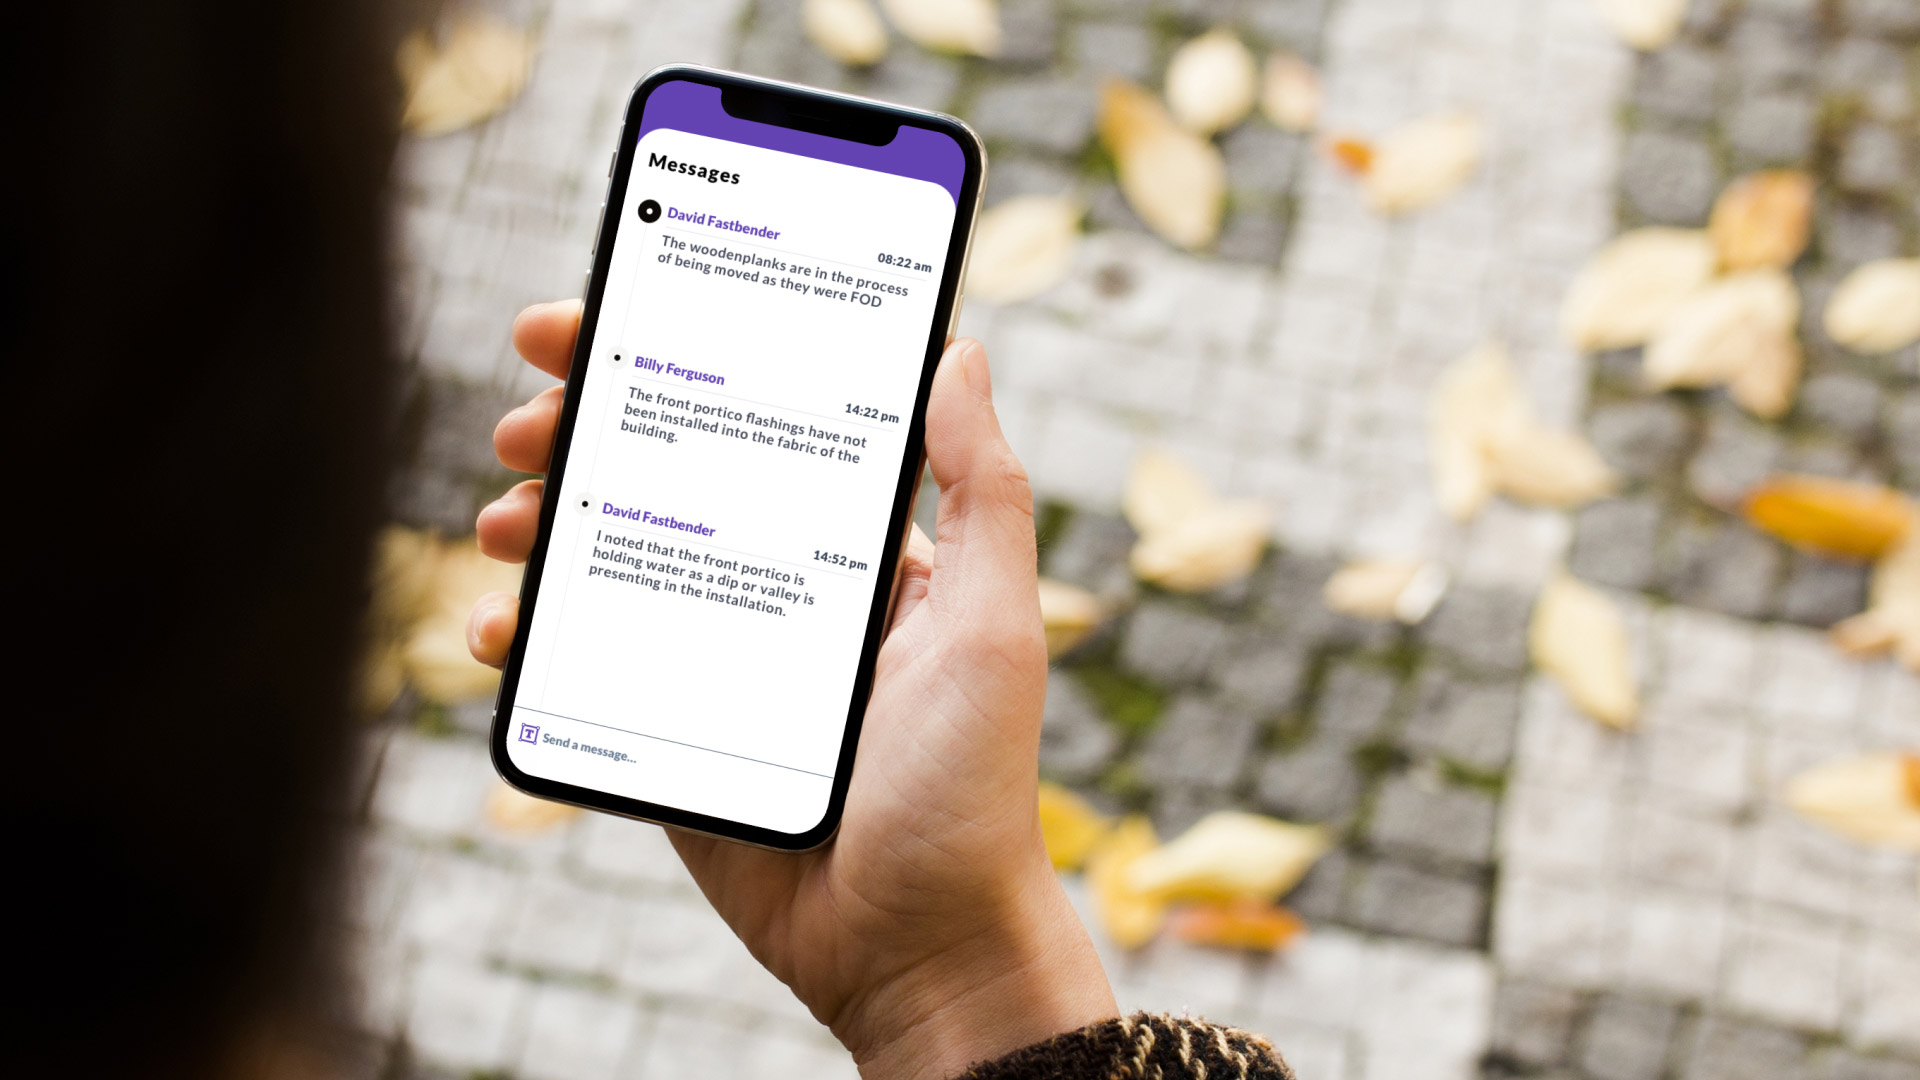 Messages
David Fastbender
08:22 am
The woodenplanks are in the process
of being moved as they were FOD
Billy Ferguson
14:22 pm
The front portico flashings have not
been installed into the fabric of the
building.
David Fastbender
14:52 pm
I noted that the front portico is
holding water as a dip or valley is
presenting in the installation.
T
Send a message...